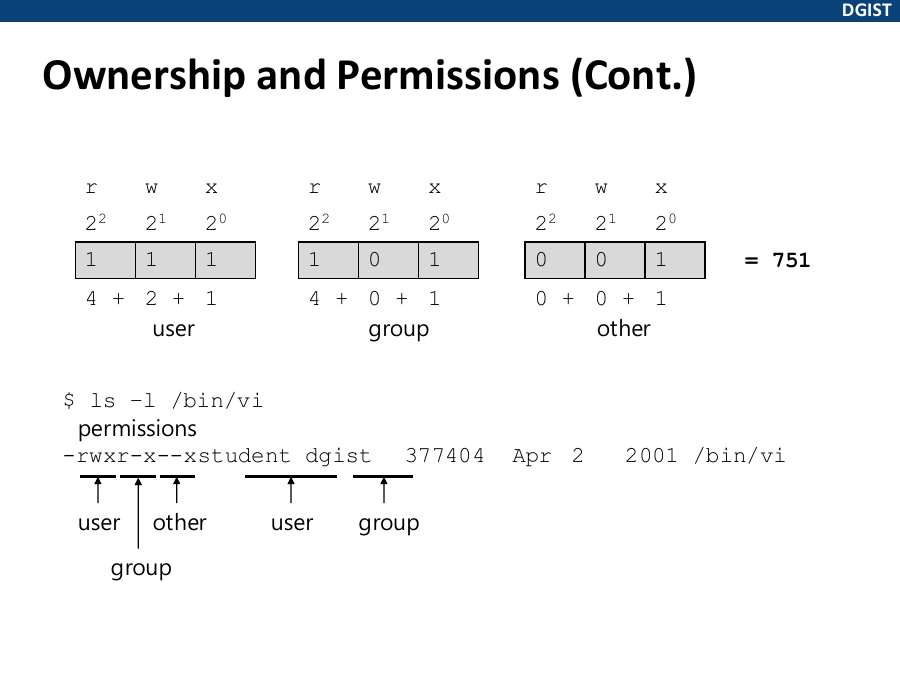 DGIST
Ownership and Permissions (Cont.)
r w x r w x r w x
2² 2¹ 2⁰ 2² 2¹ 2⁰ 2² 2¹ 2⁰
1 1 1 1 0 1 0 0 1 = 751
4 + 2 + 1 4 + 0 + 1 0 + 0 + 1
user group other
$ ls –l /bin/vi
permissions
-rwxr-x--xstudent dgist 377404 Apr 2 2001 /bin/vi
user other user group
group